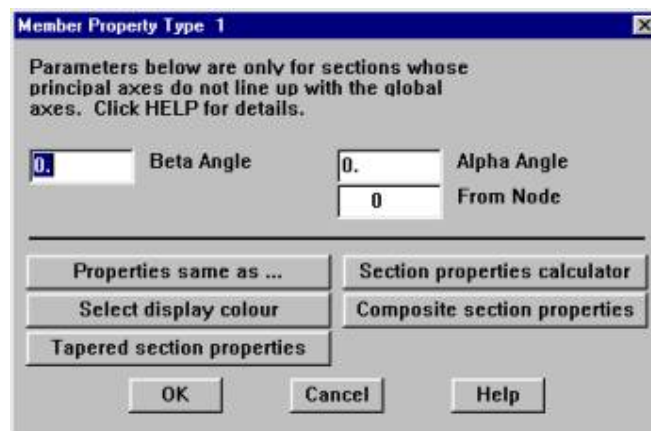 Member Property Type 1
Parameters below are only for sections whose
principal axes do not line up with the global
axes. Click HELP for details.
0. Beta Angle 0. Alpha Angle
0 From Node
Properties same as ... Section properties calculator
Select display colour Composite section properties
Tapered section properties
OK Cancel Help